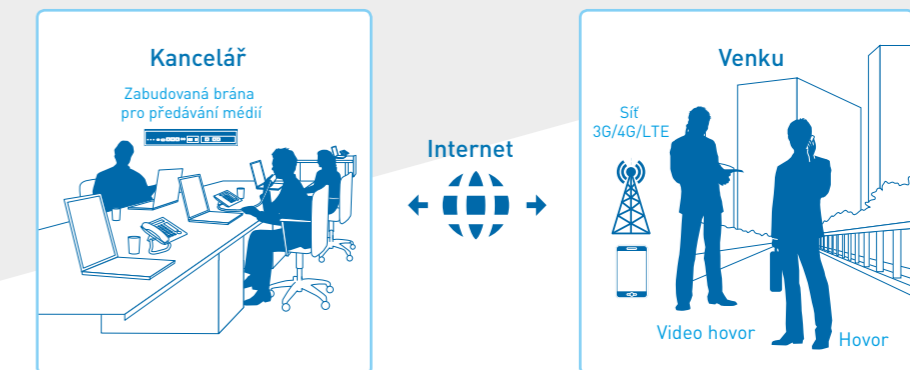 Kancelář
Zabudovaná brána
pro předávání médií
Internet
Venku
Síť
3G/4G/LTE
Video hovor
Hovor